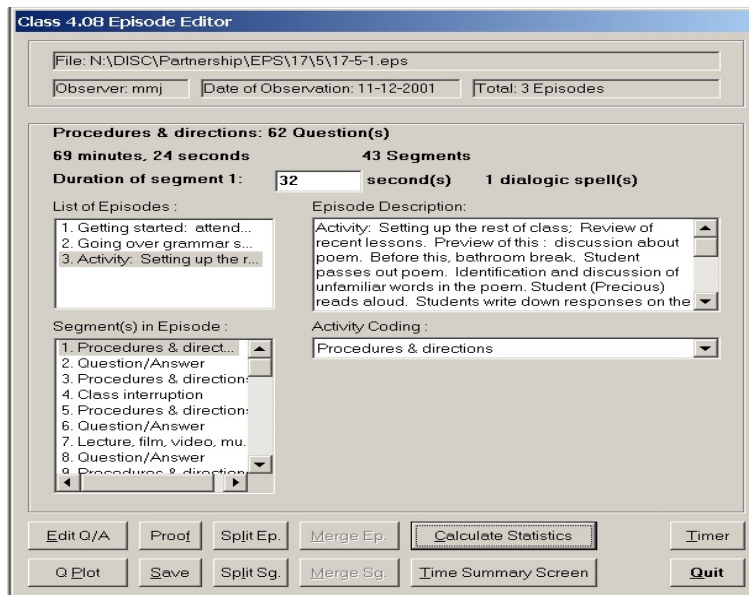 Class 4.08 Episode Editor
File: N:\DISC\Partnership\EPS\17\5\17-5-1.eps
Observer: mmj Date of Observation: 11-12-2001 Total: 3 Episodes
Procedures & directions: 62 Question(s)
69 minutes, 24 seconds 43 Segments
Duration of segment 1: 32 second(s) 1 dialogic spell(s)
List of Episodes :
1. Getting started: attend...
2. Going over grammar s...
3. Activity: Setting up the r...
Episode Description:
Activity: Setting up the rest of class; Review of
recent lessons. Preview of this : discussion about
poem. Before this, bathroom break. Student
passes out poem. Identification and discussion of
unfamiliar words in the poem. Student (Precious)
reads aloud. Students write down responses on the
Segment(s) in Episode :
1. Procedures & direct...
2. Question/Answer
3. Procedures & direction
4. Class interruption
5. Procedures & direction
6. Question/Answer
7. Lecture, film, video, mu.
8. Question/Answer
9. Procedures & direction
Activity Coding :
Procedures & directions
Edit Q/A Proof Split Ep. Merge Ep. Calculate Statistics Timer
Q Plot Save Split Sg. Merge Sg. Time Summary Screen Quit